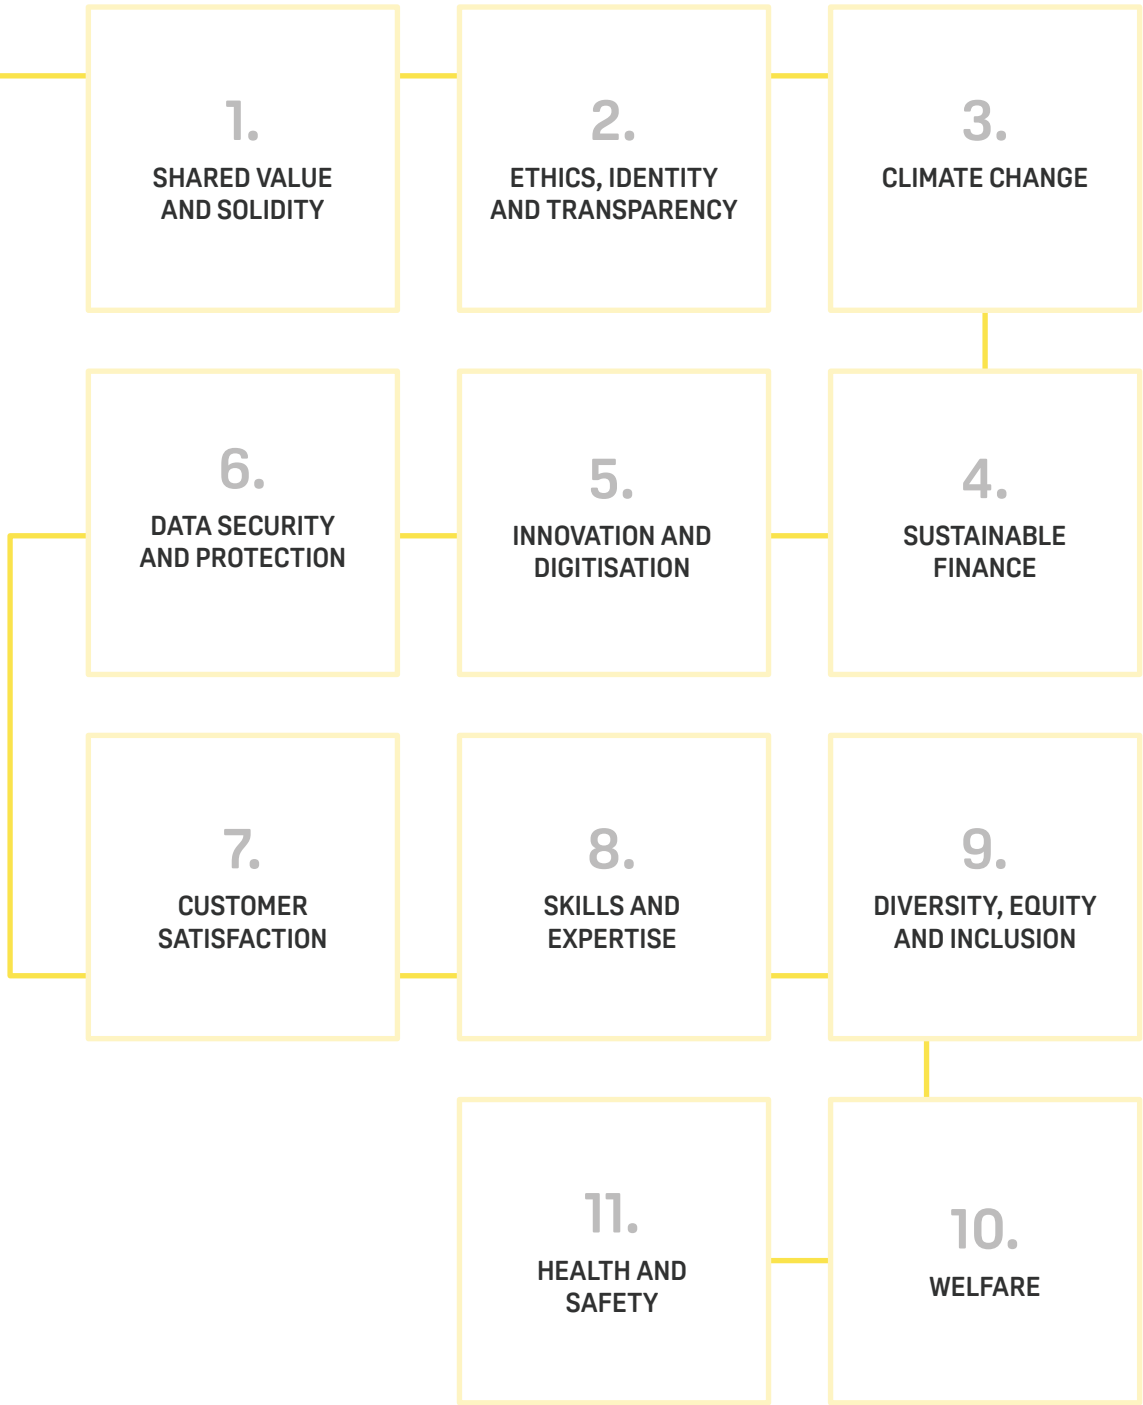 1.
SHARED VALUE
AND SOLIDITY
2.
ETHICS, IDENTITY
AND TRANSPARENCY
3.
CLIMATE CHANGE
4.
SUSTAINABLE
FINANCE
5.
INNOVATION AND
DIGITISATION
6.
DATA SECURITY
AND PROTECTION
7.
CUSTOMER
SATISFACTION
8.
SKILLS AND
EXPERTISE
9.
DIVERSITY, EQUITY
AND INCLUSION
10.
WELFARE
11.
HEALTH AND
SAFETY